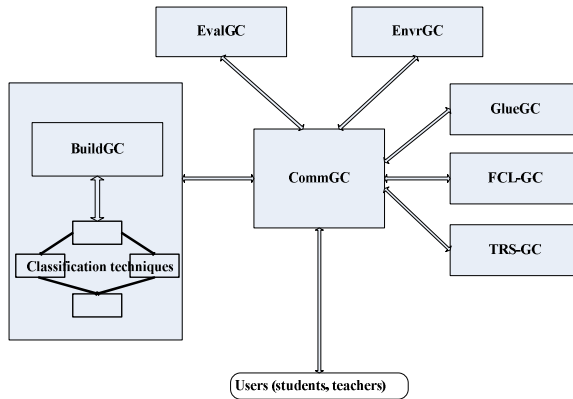 EvalGC
EnvrGC
GlueGC
BuildGC
CommGC
FCL-GC
TRS-GC
Classification techniques
Users (students, teachers)